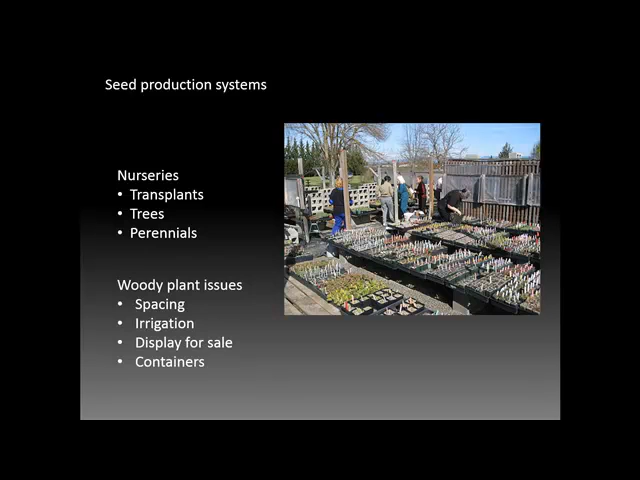 Seed production systems
Nurseries
• Transplants
• Trees
• Perennials
Woody plant issues
• Spacing
• Irrigation
• Display for sale
• Containers